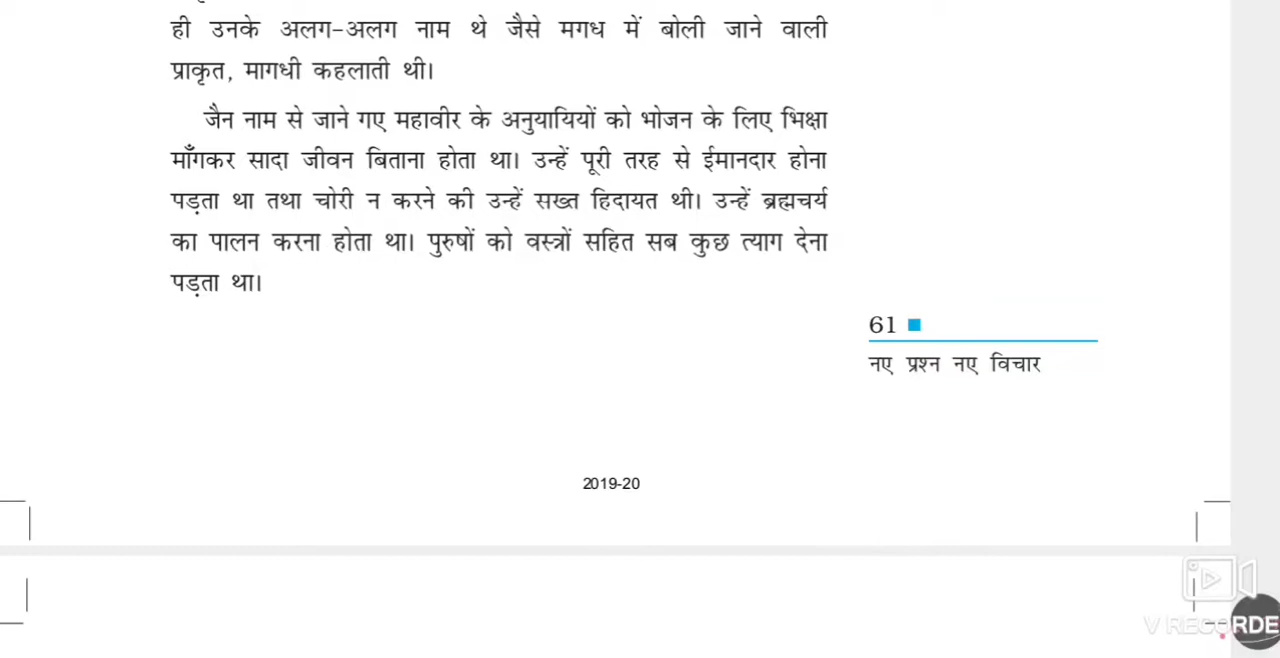 ही उनके अलग-अलग नाम थे जैसे मगध में बोली जाने वाली
प्राकृत, मागधी कहलाती थी।
जैन नाम से जाने गए महावीर के अनुयायियों को भोजन के लिए भिक्षा
माँगकर सादा जीवन बिताना होता था। उन्हें पूरी तरह से ईमानदार होना
पड़ता था तथा चोरी न करने की उन्हें सख्त हिदायत थी। उन्हें ब्रह्मचर्य
का पालन करना होता था। पुरुषों को वस्त्रों सहित सब कुछ त्याग देना
पड़ता था।
61
नए प्रश्न नए विचार
2019-20
V RECORDE